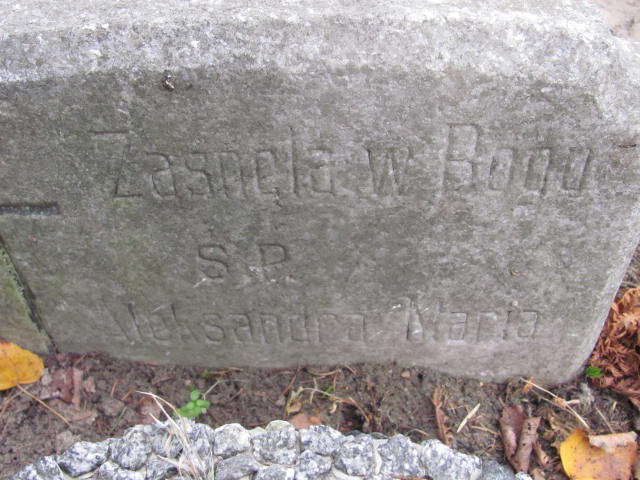 Zasnęła w Bogu
S.P.
Aleksandra Maria